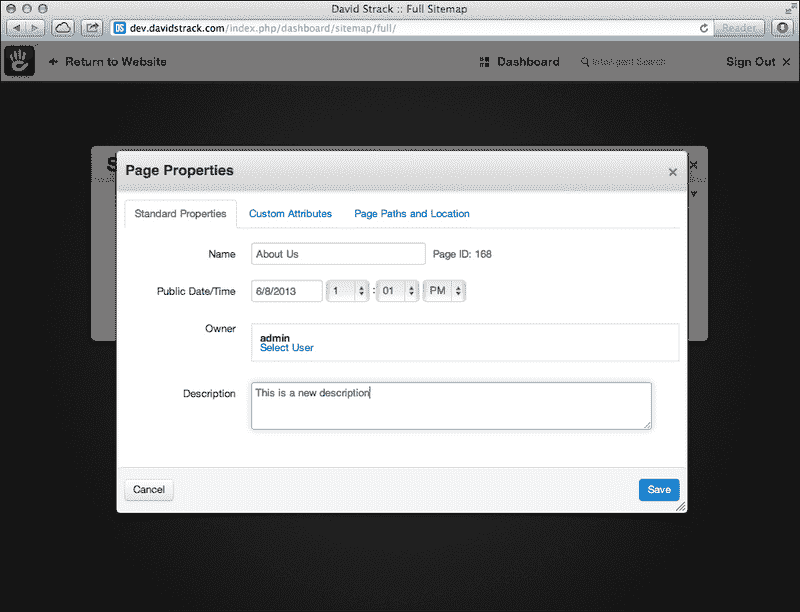 David Strack :: Full Sitemap
DS dev.davidstrack.com/index.php/dashboard/sitemap/full/ Reader
Return to Website Dashboard Intelligent Search Sign Out
S
Page Properties
Standard Properties Custom Attributes Page Paths and Location
Name About Us Page ID: 168
Public Date/Time 6/8/2013 1 : 01 PM
Owner
admin
Select User
Description This is a new description
Cancel Save